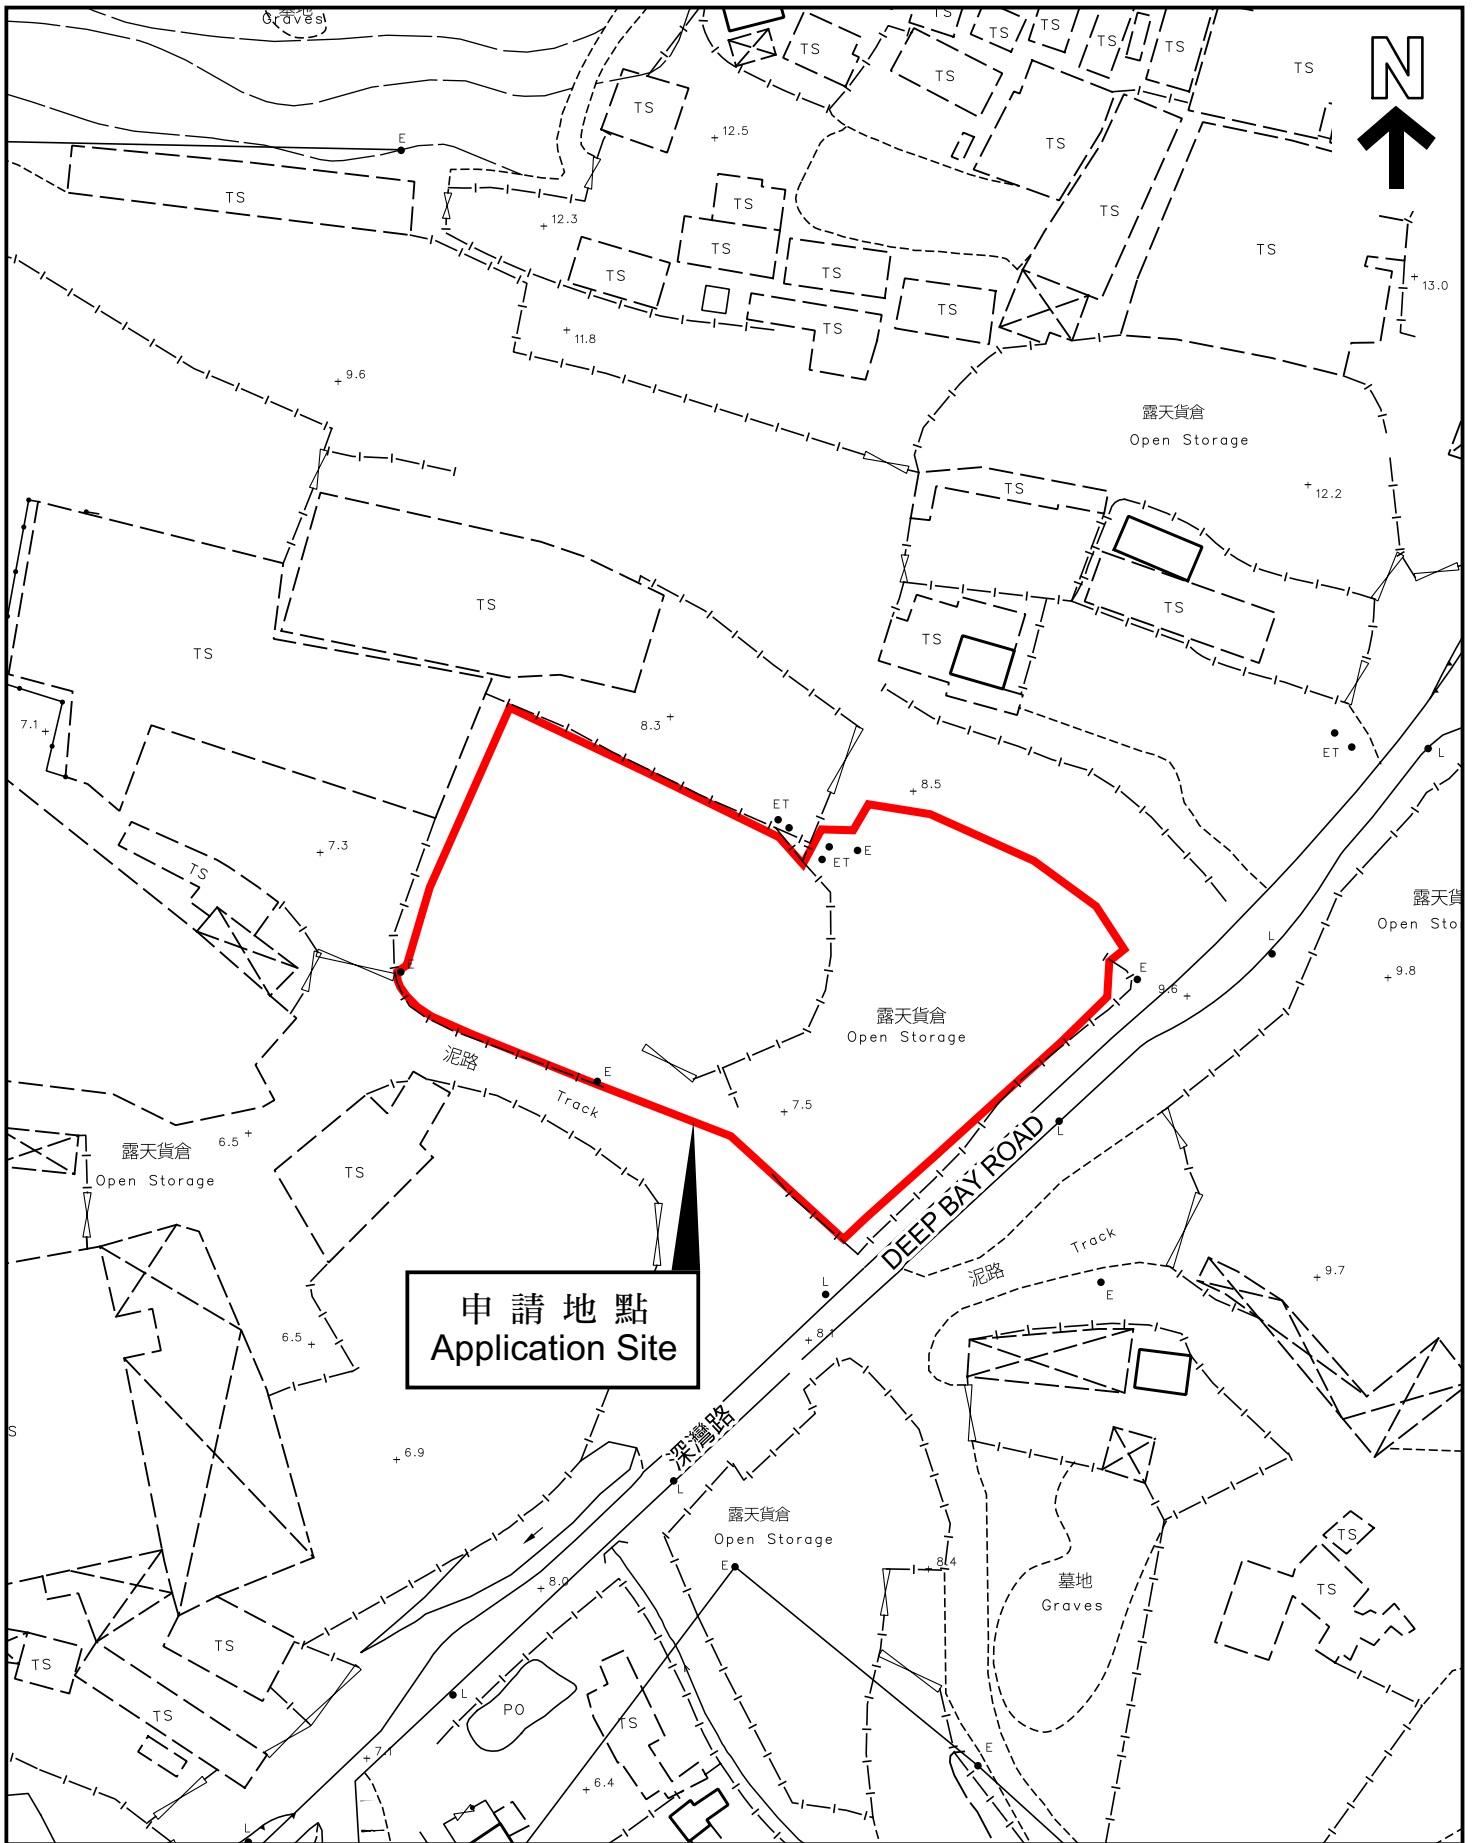 墓地
Graves
TS
TS
TS
TS
TS
TS
TS
TS
N
TS
+ 12.5
E
TS
TS
TS
TS
+ 12.3
TS
TS
TS
TS
+ 13.0
TS
TS
+ 11.8
+ 9.6
露天貨倉
Open Storage
TS
+ 12.2
TS
TS
TS
TS
7.1 +
8.3 +
ET
L
+ 8.5
ET
+ 7.3
E
ET
TS
露天貨
Open Sto
L
E
E
9.6 +
+ 9.8
露天貨倉
Open Storage
泥路
Track
E
+ 7.5
6.5 +
露天貨倉
Open Storage
TS
DEEP BAY ROAD
L
Track
泥路
E
+ 9.7
L
申請地點
Application Site
6.5 +
+ 8.1
S
深灣路
+ 6.9
L
露天貨倉
Open Storage
E
+ 8.4
TS
+ 8.0
墓地
Graves
TS
TS
TS
L
PO
TS
TS
+ 7.1
E
+ 6.4
L